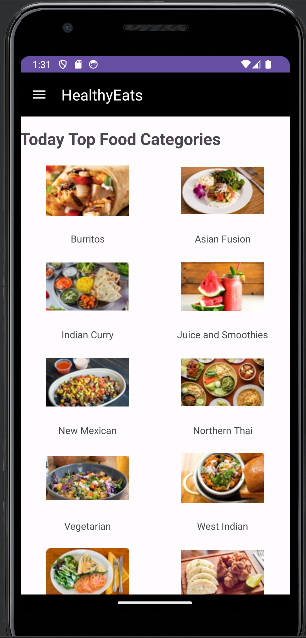 1:31
HealthyEats
Today Top Food Categories
Burritos
Asian Fusion
Indian Curry
Juice and Smoothies
New Mexican
Northern Thai
Vegetarian
West Indian